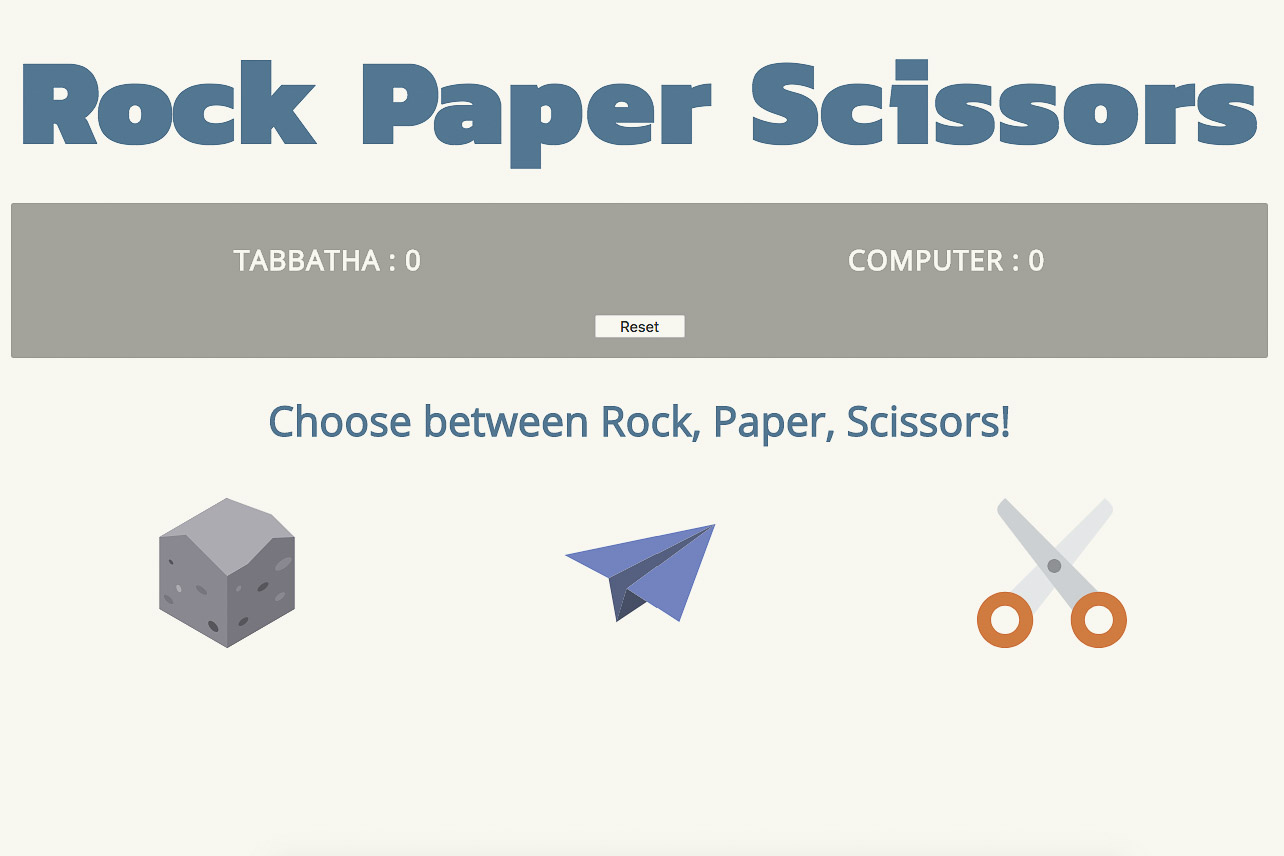 Rock Paper Scissors
TABBATHA : 0 COMPUTER : 0
Reset
Choose between Rock, Paper, Scissors!